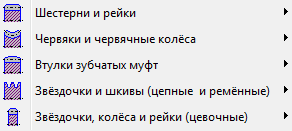 Шестерни и рейки
Червяки и червячные колёса
Втулки зубчатых муфт
Звёздочки и шкивы (цепные и ремённые)
Звёздочки, колёса и рейки (цевочные)